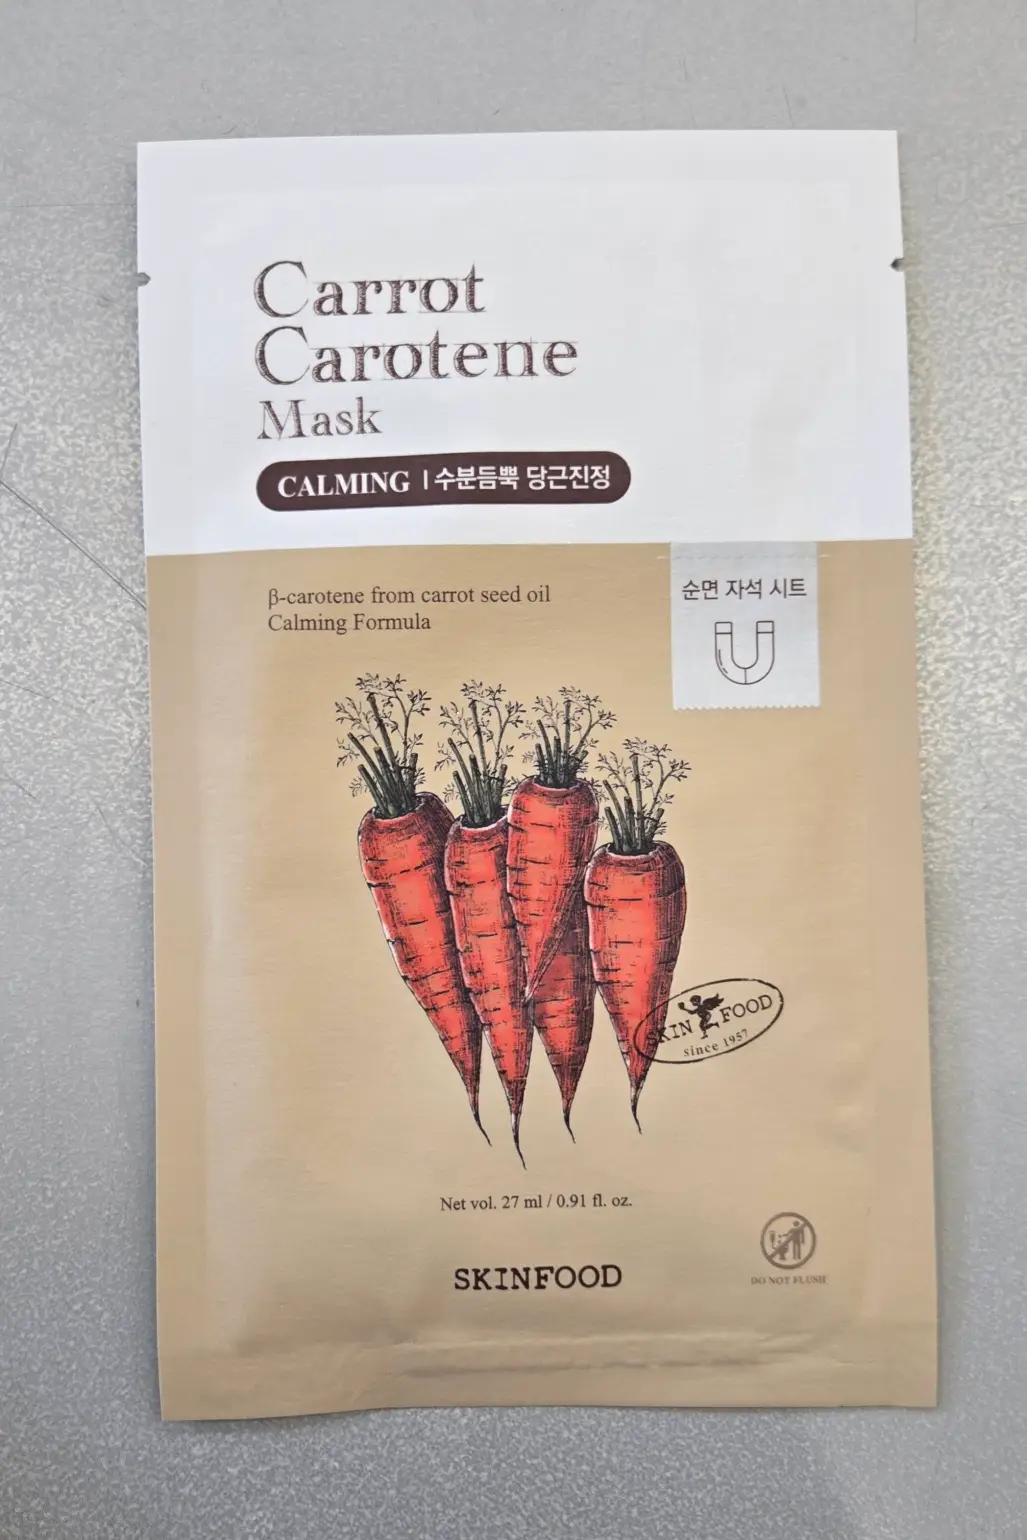 Carrot
Carotene
Mask
CALMING | 수분듬뿍 당근진정
β-carotene from carrot seed oil
Calming Formula
순면 자석 시트
SKIN FOOD
since 1957
Net vol. 27 ml / 0.91 fl. oz.
SKINFOOD
DO NOT FLUSH